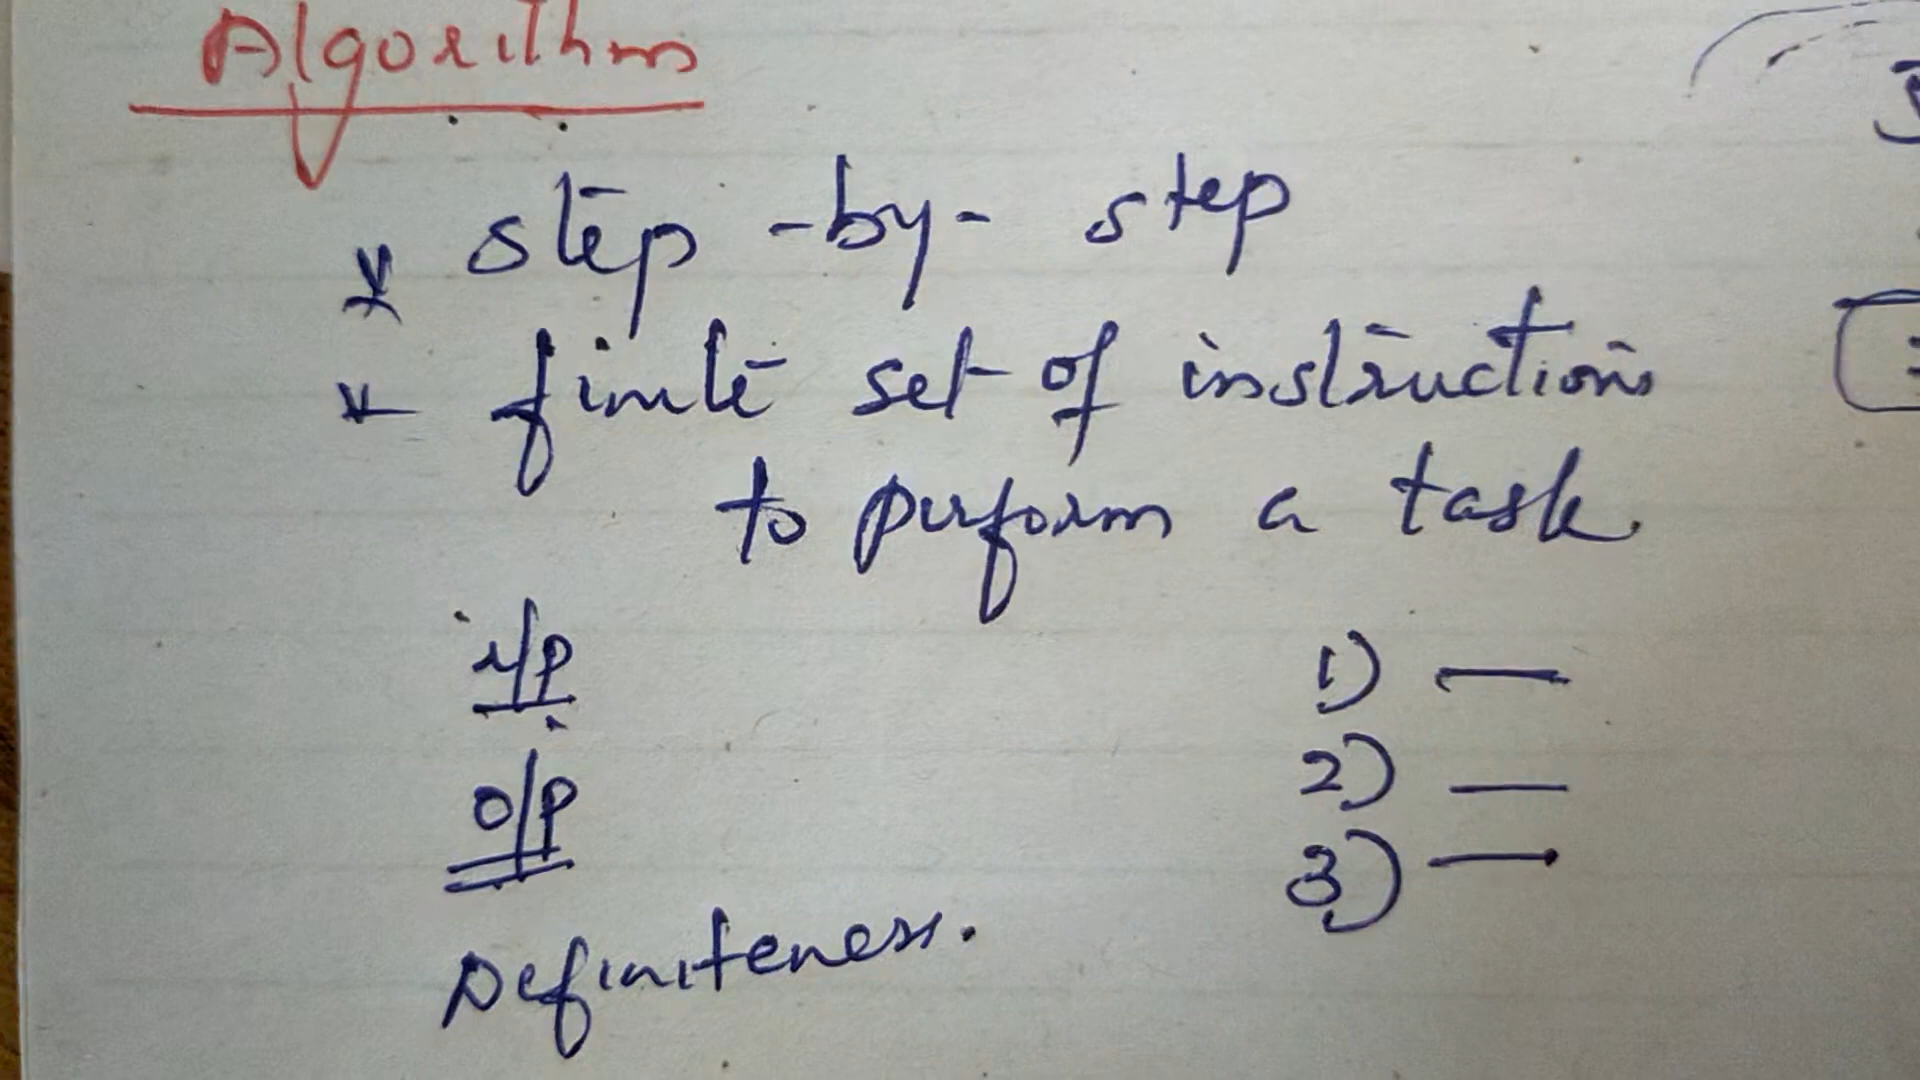 Algorithms
* step-by-step
* finite set of instructions
to perform a task.
i/p
1) —
o/p
2) —
3) —
Definiteness.